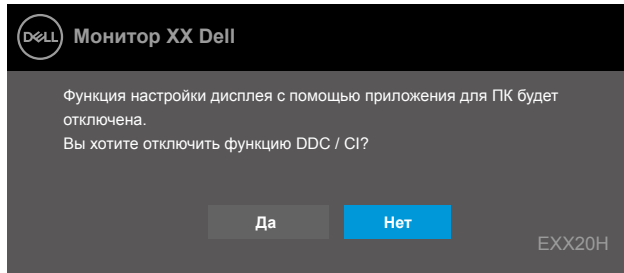 DELL
Монитор XX Dell
Функция настройки дисплея с помощью приложения для ПК будет
отключена.
Вы хотите отключить функцию DDC / CI?
Да
Нет
EXX20H